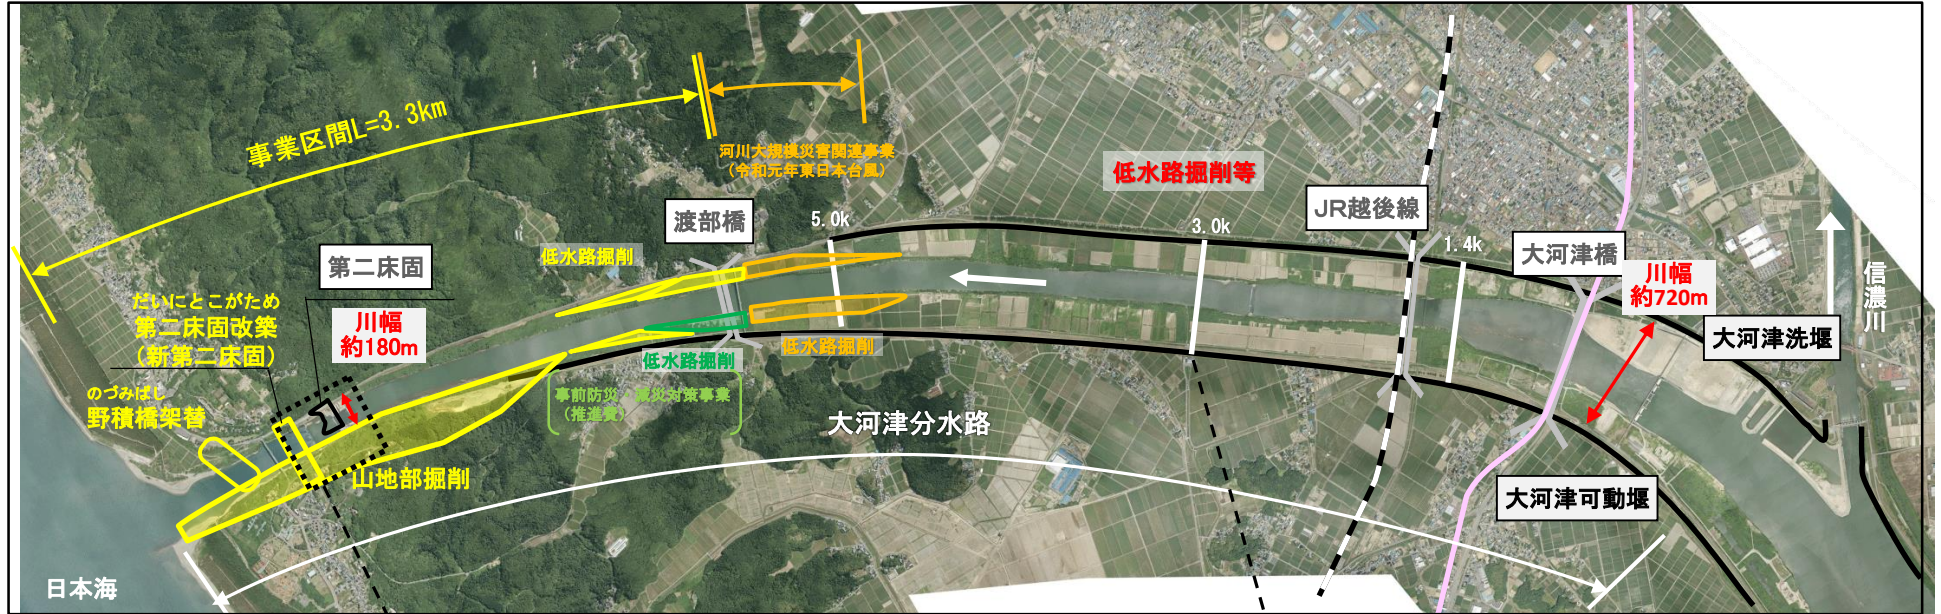 事業区間L=3.3km
河川大規模災害関連事業
（令和元年東日本台風）
低水路掘削等
渡部橋
5.0k
3.0k
JR越後線
1.4k
大河津橋
川幅
約720m
信濃川
第二床固
低水路掘削
だいにとこがため
第二床固改築
（新第二床固）
川幅
約180m
大河津洗堰
低水路掘削
低水路掘削
のづみばし
野積橋架替
事前防災・減災対策事業
（推進費）
大河津分水路
山地部掘削
大河津可動堰
日本海